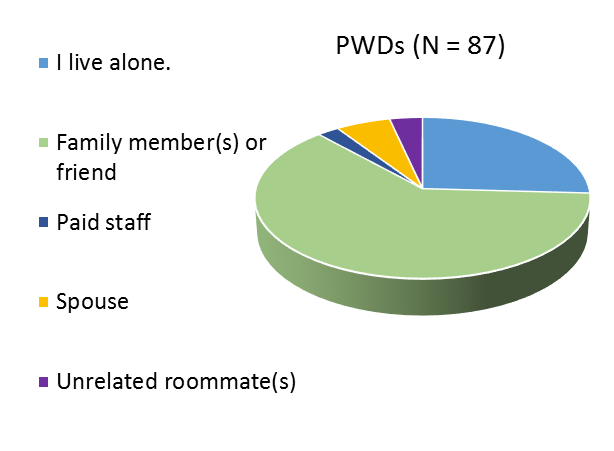 PWDs (N = 87)
I live alone.
Family member(s) or
friend
Paid staff
Spouse
Unrelated roommate(s)